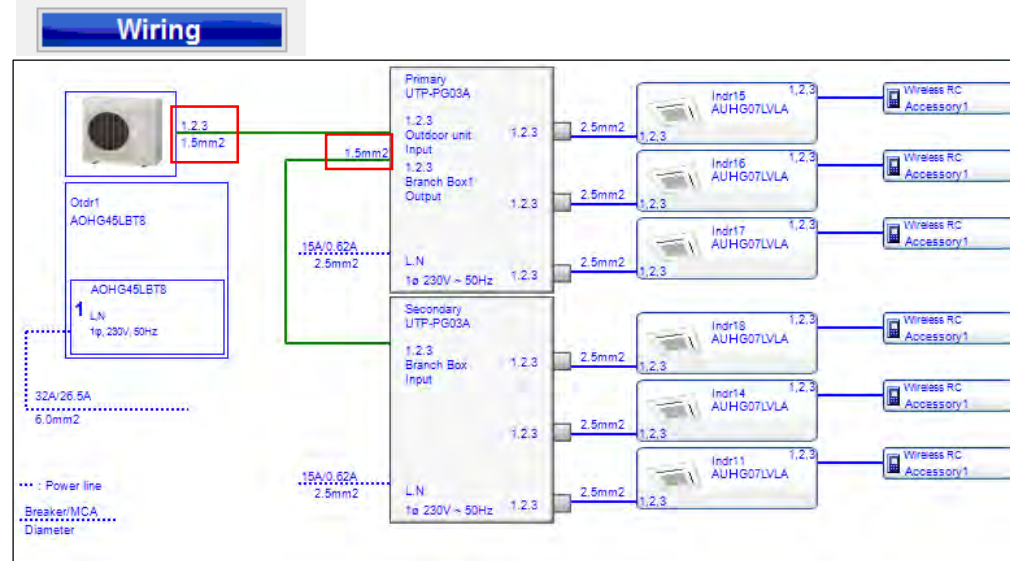 Wiring
1.2.3
1.5mm2
Otdr1
AOHG45LBT8
AOHG45LBT8
1
L,N
1φ, 230V, 50Hz
32A/26.5A
6.0mm2
··· : Power line
Breaker/MCA
Diameter
1.5mm2
15A/0.62A
2.5mm2
15A/0.62A
2.5mm2
Primary
UTP-PG03A
1.2.3
Outdoor unit
Input
1.2.3
Branch Box1
Output
L.N
1ø 230V ~ 50Hz
1.2.3
1.2.3
1.2.3
Secondary
UTP-PG03A
1.2.3
Branch Box
Input
L.N
1ø 230V ~ 50Hz
1.2.3
1.2.3
1.2.3
2.5mm2
1,2,3
Indr15
AUHG07LVLA
1,2,3
Wireless RC
Accessory1
2.5mm2
1,2,3
Indr16
AUHG07LVLA
1,2,3
Wireless RC
Accessory1
2.5mm2
1,2,3
Indr17
AUHG07LVLA
1,2,3
Wireless RC
Accessory1
2.5mm2
1,2,3
Indr18
AUHG07LVLA
1,2,3
Wireless RC
Accessory1
2.5mm2
1,2,3
Indr14
AUHG07LVLA
1,2,3
Wireless RC
Accessory1
2.5mm2
1,2,3
Indr11
AUHG07LVLA
1,2,3
Wireless RC
Accessory1